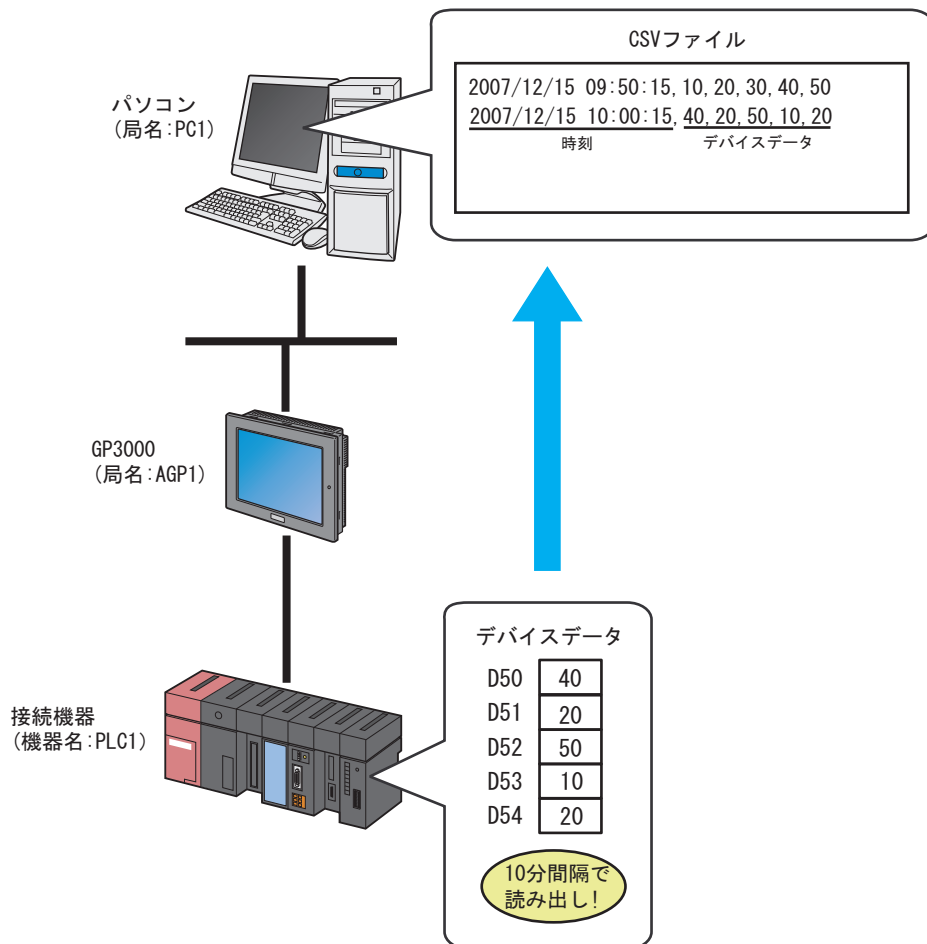 CSVファイル
2007/12/15 09:50:15, 10, 20, 30, 40, 50
2007/12/15 10:00:15, 40, 20, 50, 10, 20
時刻 デバイスデータ
パソコン
(局名:PC1)
GP3000
(局名:AGP1)
接続機器
(機器名:PLC1)
デバイスデータ
D50 40
D51 20
D52 50
D53 10
D54 20
10分間隔で
読み出し!